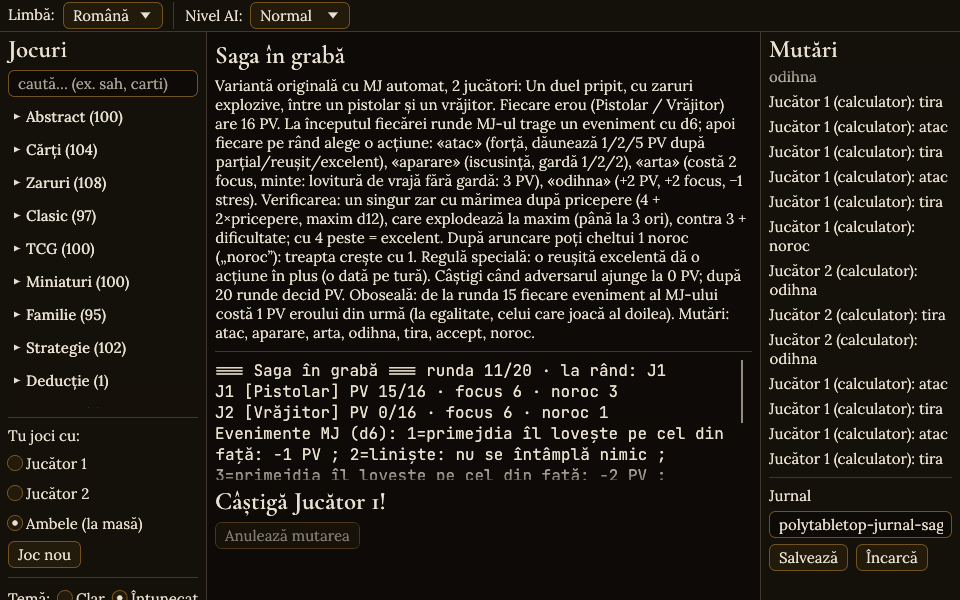 Limbă: Română ▼ Nivel AI: Normal ▼
Jocuri
caută... (ex. sah, carti)
▸ Abstract (100)
▸ Cărți (104)
▸ Zaruri (108)
▸ Clasic (97)
▸ TCG (100)
▸ Miniaturi (100)
▸ Familie (95)
▸ Strategie (102)
▸ Deducție (1)
Tu joci cu:
Jucător 1
Jucător 2
Ambele (la masă)
Joc nou
Temă: Clar Întunecat
Saga în grabă
Variantă originală cu MJ automat, 2 jucători: Un duel pripit, cu zaruri
explozive, între un pistolar și un vrăjitor. Fiecare erou (Pistolar / Vrăjitor)
are 16 PV. La începutul fiecărei runde MJ-ul trage un eveniment cu d6; apoi
fiecare pe rând alege o acțiune: «atac» (forță, dăunează 1/2/5 PV după
parțial/reușit/excelent), «aparare» (iscusință, gardă 1/2/2), «arta» (costă 2
focus, minte: lovitură de vrajă fără gardă: 3 PV), «odihna» (+2 PV, +2 focus, −1
stres). Verificarea: un singur zar cu mărimea după pricepere (4 +
2×pricepere, maxim d12), care explodează la maxim (până la 3 ori), contra 3 +
dificultate; cu 4 peste = excelent. După aruncare poți cheltui 1 noroc
(„noroc”): treapta crește cu 1. Regulă specială: o reușită excelentă dă o
acțiune în plus (o dată pe tură). Câștigi când adversarul ajunge la 0 PV; după
20 runde decid PV. Oboseală: de la runda 15 fiecare eveniment al MJ-ului
costă 1 PV eroului din urmă (la egalitate, celui care joacă al doilea). Mutări:
atac, aparare, arta, odihna, tira, accept, noroc.
═══ Saga în grabă ═══ runda 11/20 · la rând: J1
J1 [Pistolar] PV 15/16 · focus 6 · noroc 3
J2 [Vrăjitor] PV 0/16 · focus 6 · noroc 1
Evenimente MJ (d6): 1=primejdia îl lovește pe cel din
față: -1 PV ; 2=liniște: nu se întâmplă nimic ;
3=primejdia îl lovește pe cel din față: -2 PV ;
Câștigă Jucător 1!
Anulează mutarea
Mutări
odihna
Jucător 1 (calculator): tira
Jucător 1 (calculator): atac
Jucător 1 (calculator): tira
Jucător 1 (calculator): atac
Jucător 1 (calculator): tira
Jucător 1 (calculator):
noroc
Jucător 2 (calculator):
odihna
Jucător 2 (calculator): tira
Jucător 2 (calculator):
odihna
Jucător 1 (calculator): atac
Jucător 1 (calculator): tira
Jucător 1 (calculator): atac
Jucător 1 (calculator): tira
Jurnal
polytabletop-jurnal-sag
Salvează Încarcă